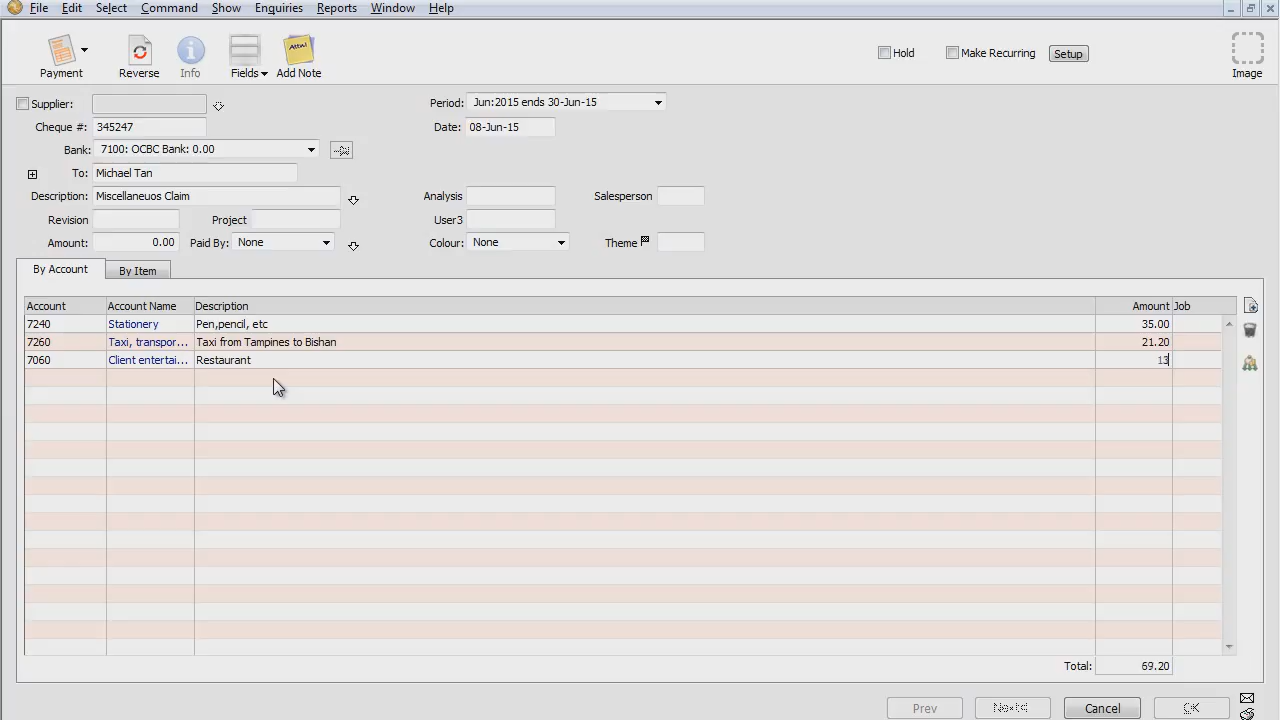 File Edit Select Command Show Enquiries Reports Window Help
Payment Reverse Info Fields Add Note
Hold Make Recurring Setup
Image
Supplier: Period: Jun:2015 ends 30-Jun-15
Cheque #: 345247 Date: 08-Jun-15
Bank: 7100: OCBC Bank: 0.00
To: Michael Tan
Description: Miscellaneuos Claim Analysis Salesperson
Revision Project User3
Amount: 0.00 Paid By: None Colour: None Theme
By Account By Item
Account Account Name Description Amount Job
7240 Stationery Pen,pencil, etc 35.00
7260 Taxi, transpor... Taxi from Tampines to Bishan 21.20
7060 Client entertai... Restaurant 13
Total: 69.20
Prev Cancel OK